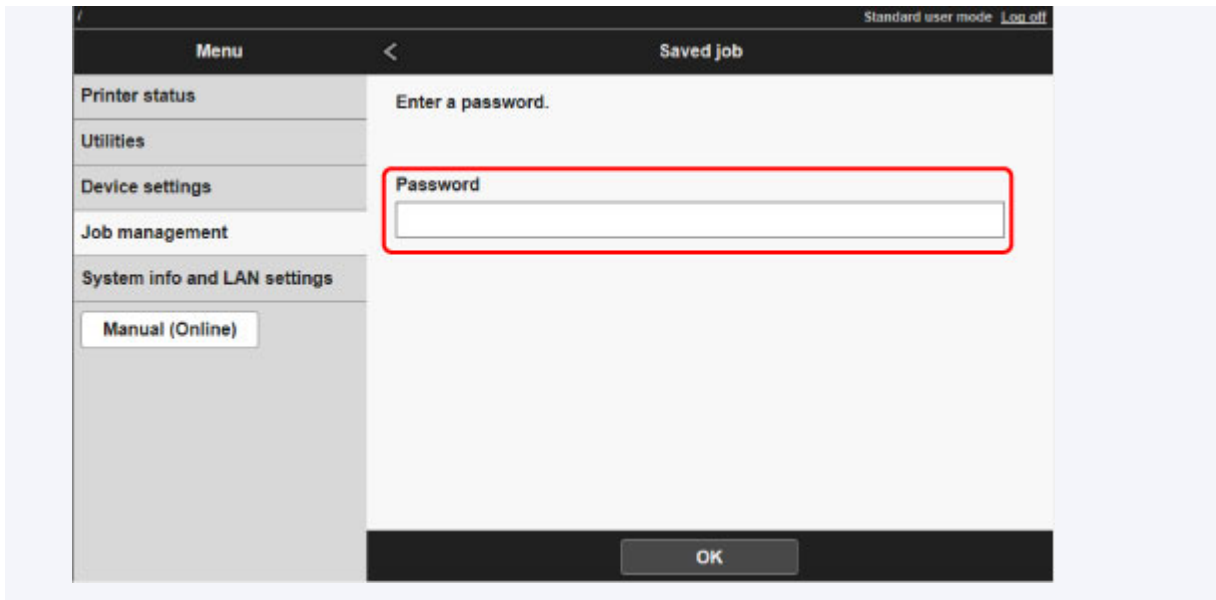 /
Standard user mode Log off
Menu
<
Saved job
Printer status
Utilities
Device settings
Job management
System info and LAN settings
Manual (Online)
Enter a password.
Password
OK